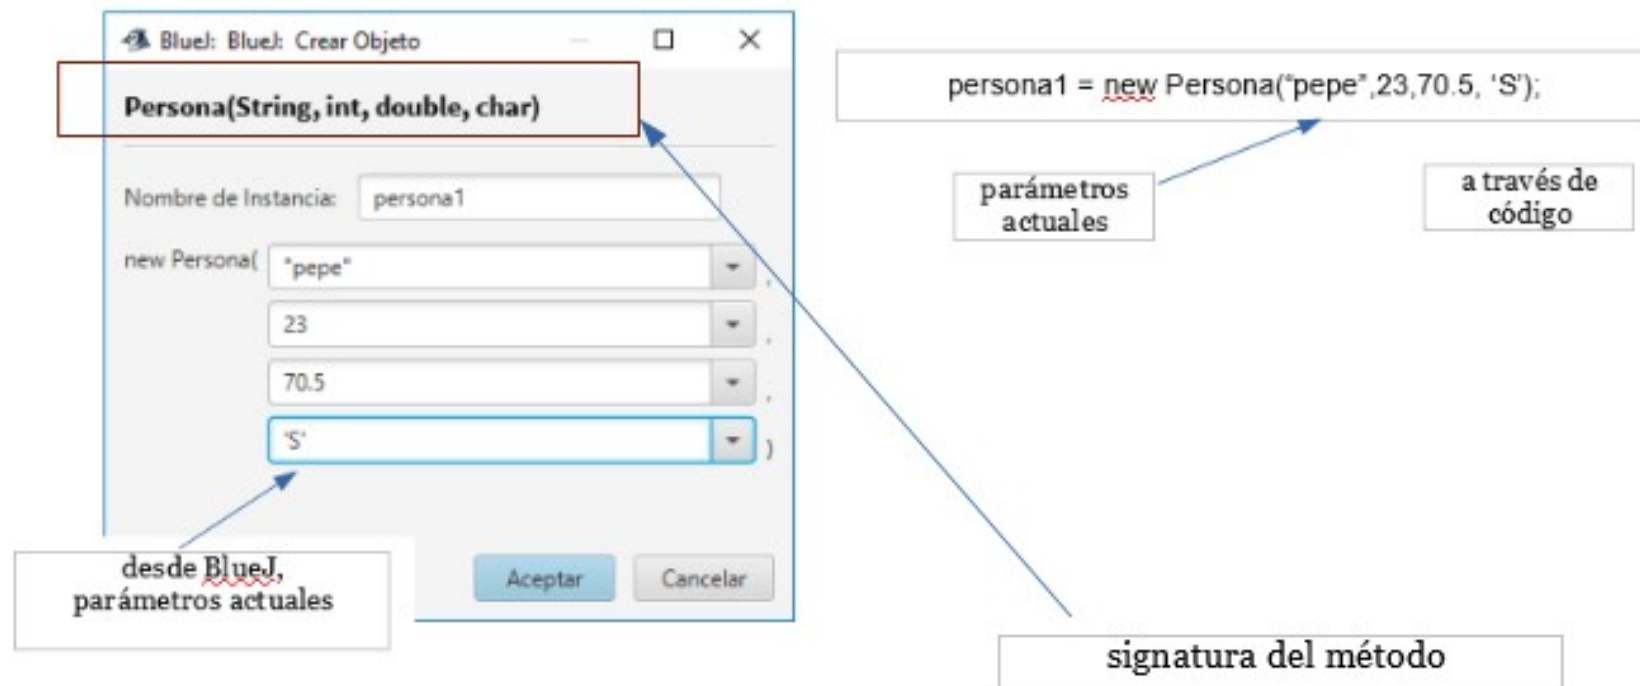 BlueJ: BlueJ: Crear Objeto
Persona(String, int, double, char)
Nombre de Instancia: persona1
new Persona( "pepe" ,
23 ,
70.5 ,
'S' )
Aceptar Cancelar
desde BlueJ,
parámetros actuales
persona1 = new Persona(“pepe”,23,70.5, ‘S’);
parámetros
actuales
a través de
código
signatura del método